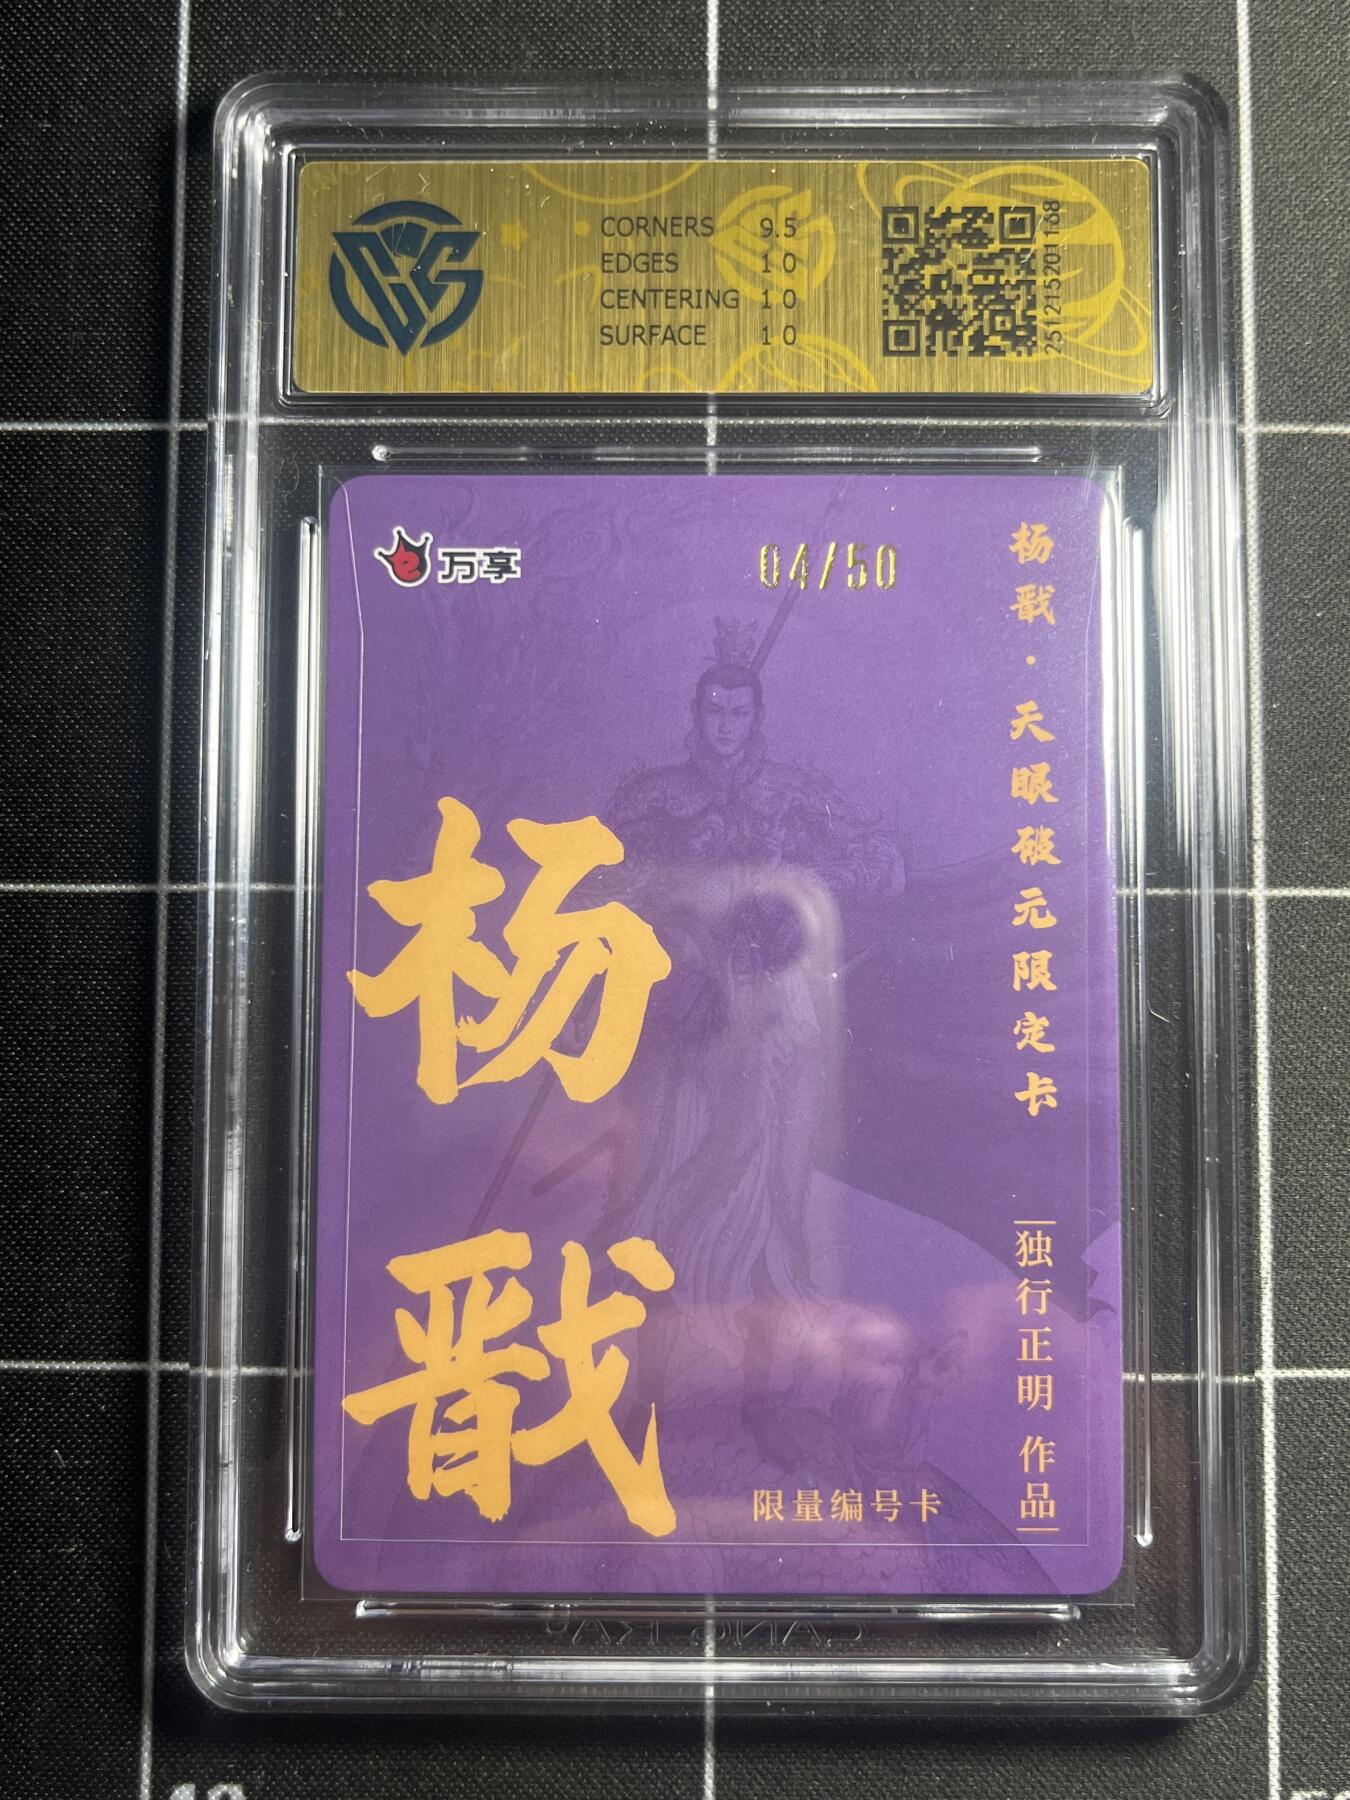 CORNERS 9.5
EDGES 10
CENTERING 10
SURFACE 10
251215201168
万享
04/50
杨戬·天眼破元限定卡
独行正明 作品
杨戬
限量编号卡